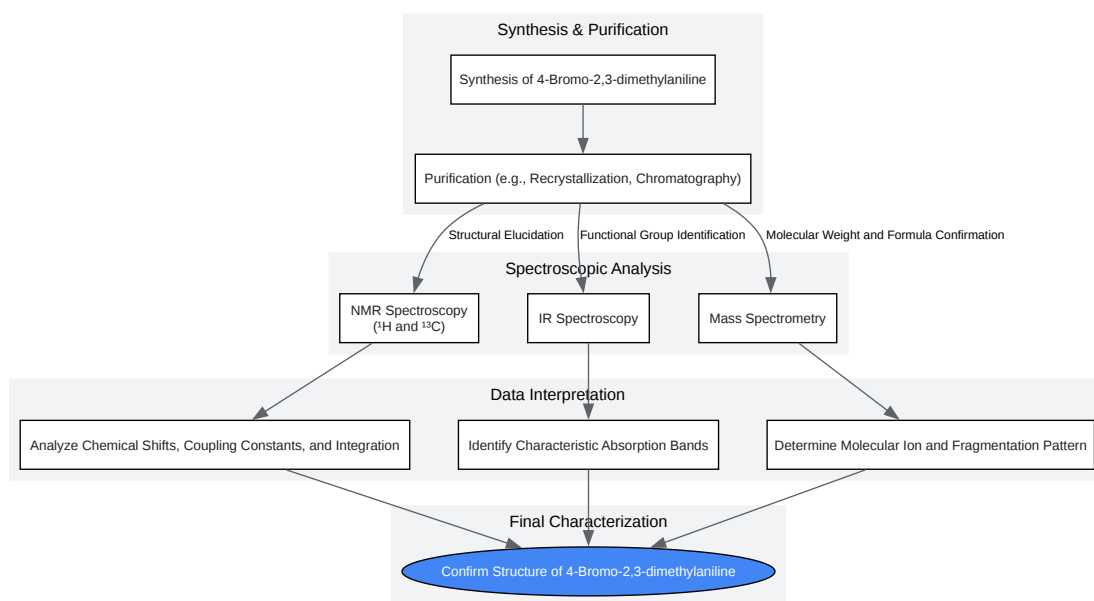 Synthesis & Purification
Synthesis of 4-Bromo-2,3-dimethylaniline
Purification (e.g., Recrystallization, Chromatography)
Structural Elucidation
Functional Group Identification
Molecular Weight and Formula Confirmation
Spectroscopic Analysis
NMR Spectroscopy
(¹H and ¹³C)
IR Spectroscopy
Mass Spectrometry
Data Interpretation
Analyze Chemical Shifts, Coupling Constants, and Integration
Identify Characteristic Absorption Bands
Determine Molecular Ion and Fragmentation Pattern
Final Characterization
Confirm Structure of 4-Bromo-2,3-dimethylaniline